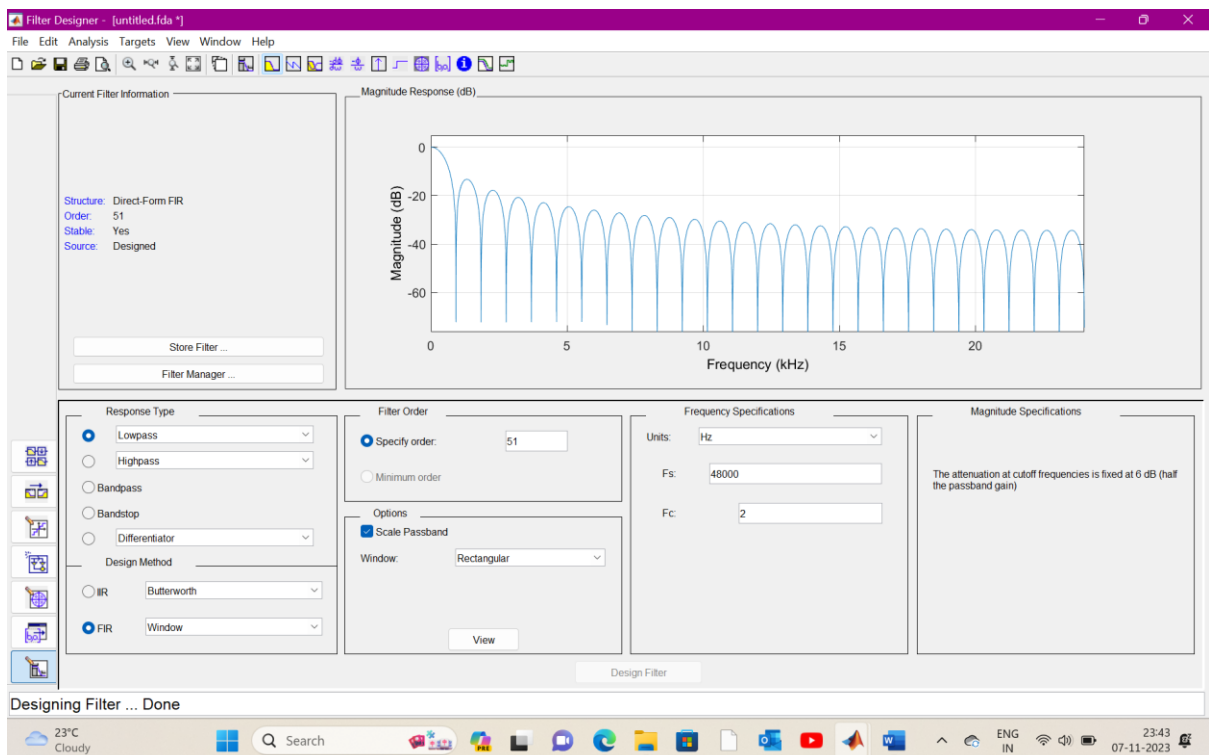 Filter Designer - [untitled.fda *]
File Edit Analysis Targets View Window Help
Current Filter Information
Structure: Direct-Form FIR
Order: 51
Stable: Yes
Source: Designed
Store Filter ...
Filter Manager ...
Magnitude Response (dB)
Magnitude (dB)
0
-20
-40
-60
0 5 10 15 20
Frequency (kHz)
Response Type
Lowpass
Highpass
Bandpass
Bandstop
Differentiator
Design Method
IIR Butterworth
FIR Window
Filter Order
Specify order: 51
Minimum order
Options
Scale Passband
Window: Rectangular
View
Frequency Specifications
Units: Hz
Fs: 48000
Fc: 2
Magnitude Specifications
The attenuation at cutoff frequencies is fixed at 6 dB (half
the passband gain)
Design Filter
Designing Filter ... Done
23°C
Cloudy
Search
PRE
ENG
IN
23:43
07-11-2023